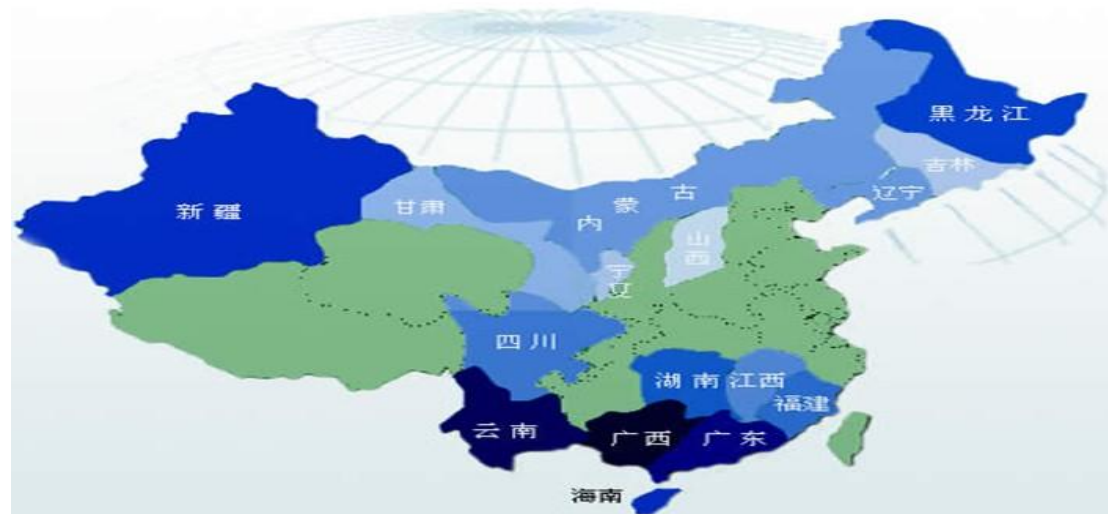 黑龙江
吉林
辽宁
内蒙古
新疆
甘肃
山西
宁夏
四川
湖南
江西
福建
云南
广西
广东
海南